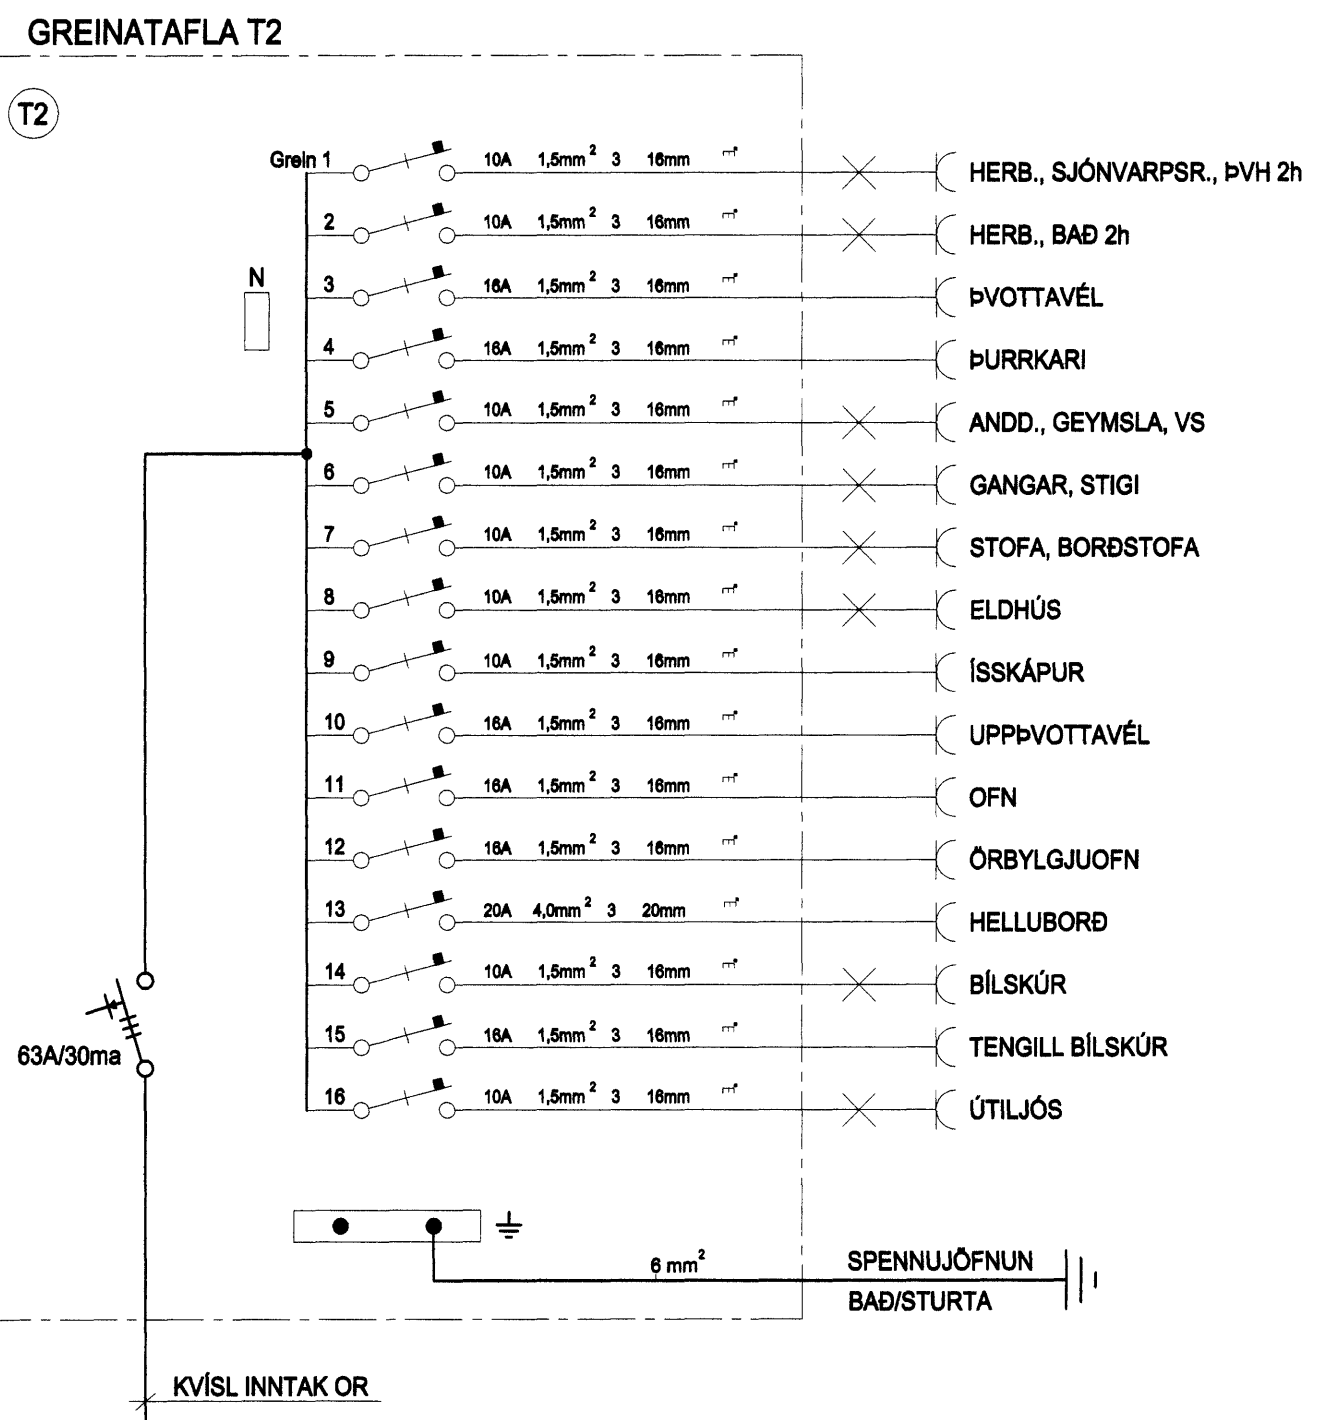 GREINATAFLA T2
T2
Grein 1 10A 1,5mm² 3 16mm HERB., SJÓNVARPSR., ÞVH 2h
2 10A 1,5mm² 3 16mm HERB., BAÐ 2h
N
3 16A 1,5mm² 3 16mm ÞVOTTAVÉL
4 16A 1,5mm² 3 16mm ÞURRKARI
5 10A 1,5mm² 3 16mm ANDD., GEYMSLA, VS
6 10A 1,5mm² 3 16mm GANGAR, STIGI
7 10A 1,5mm² 3 16mm STOFA, BORÐSTOFA
8 10A 1,5mm² 3 16mm ELDHÚS
9 10A 1,5mm² 3 16mm ÍSSKÁPUR
10 16A 1,5mm² 3 16mm UPPÞVOTTAVÉL
11 16A 1,5mm² 3 16mm OFN
12 16A 1,5mm² 3 16mm ÖRBYLGJUOFN
13 20A 4,0mm² 3 20mm HELLUBORÐ
14 10A 1,5mm² 3 16mm BÍLSKÚR
15 16A 1,5mm² 3 16mm TENGILL BÍLSKÚR
63A/30ma
16 10A 1,5mm² 3 16mm ÚTILJÓS
6 mm² SPENNUJÖFNUN
BAÐ/STURTA
KVÍSL INNTAK OR